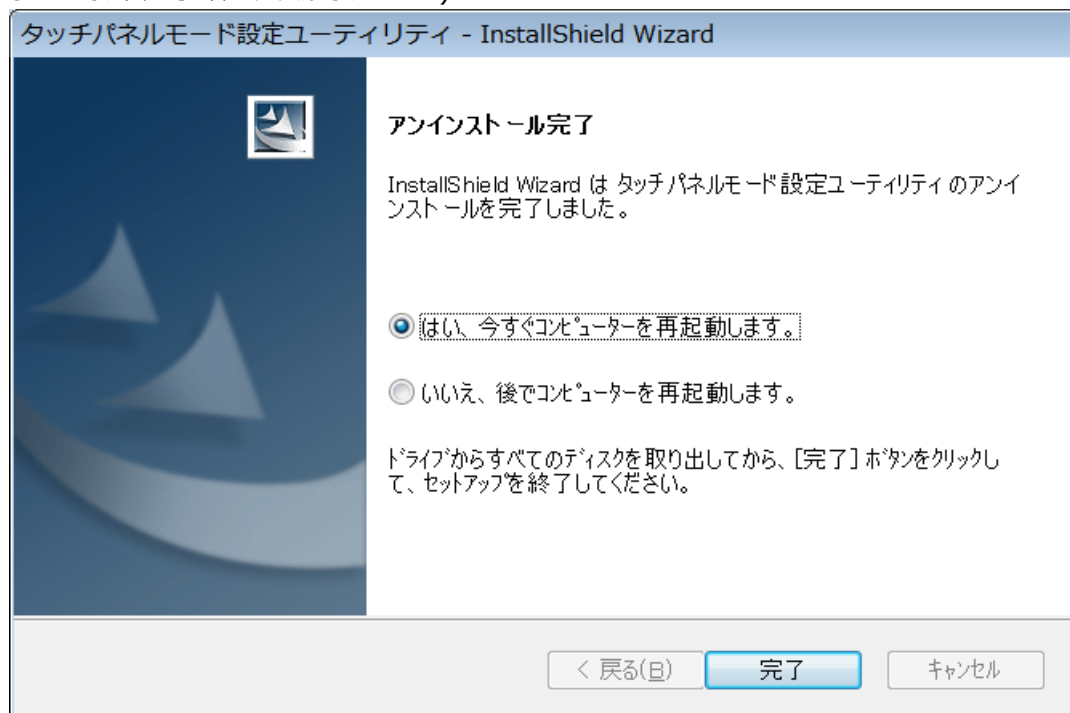 タッチパネルモード設定ユーティリティ - InstallShield Wizard
アンインストール完了
InstallShield Wizard は タッチパネルモード設定ユーティリティ のアンイ
ンストールを完了しました。
はい、今すぐコンピューターを再起動します。
いいえ、後でコンピューターを再起動します。
ドライブからすべてのディスクを取り出してから、[完了] ボタンをクリックし
て、セットアップを終了してください。
< 戻る(B)
完了
キャンセル